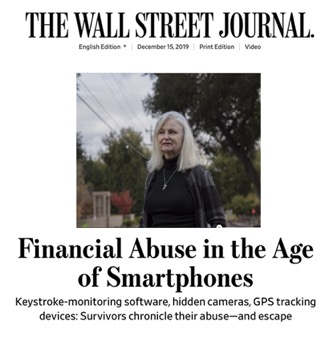 THE WALL STREET JOURNAL.
English Edition ▼ | December 15, 2019 | Print Edition | Video
Financial Abuse in the Age
of Smartphones
Keystroke-monitoring software, hidden cameras, GPS tracking
devices: Survivors chronicle their abuse—and escape